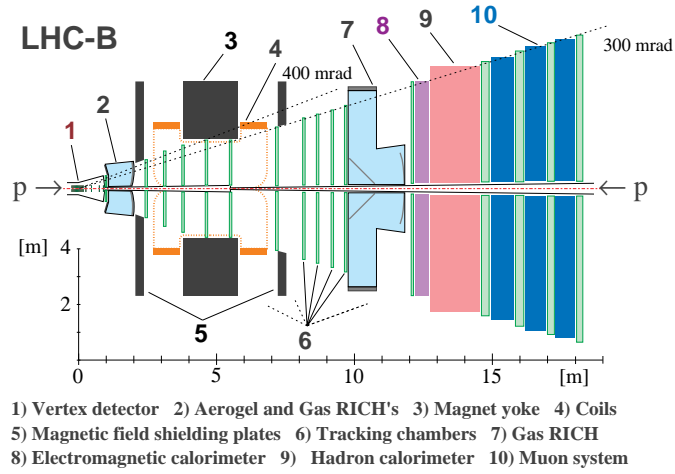 LHC-B
3
4
7
8
9
10
300 mrad
400 mrad
2
1
p
p
[m]
4
2
5
6
0
5
10
15
[m]
1) Vertex detector 2) Aerogel and Gas RICH's 3) Magnet yoke 4) Coils
5) Magnetic field shielding plates 6) Tracking chambers 7) Gas RICH
8) Electromagnetic calorimeter 9) Hadron calorimeter 10) Muon system